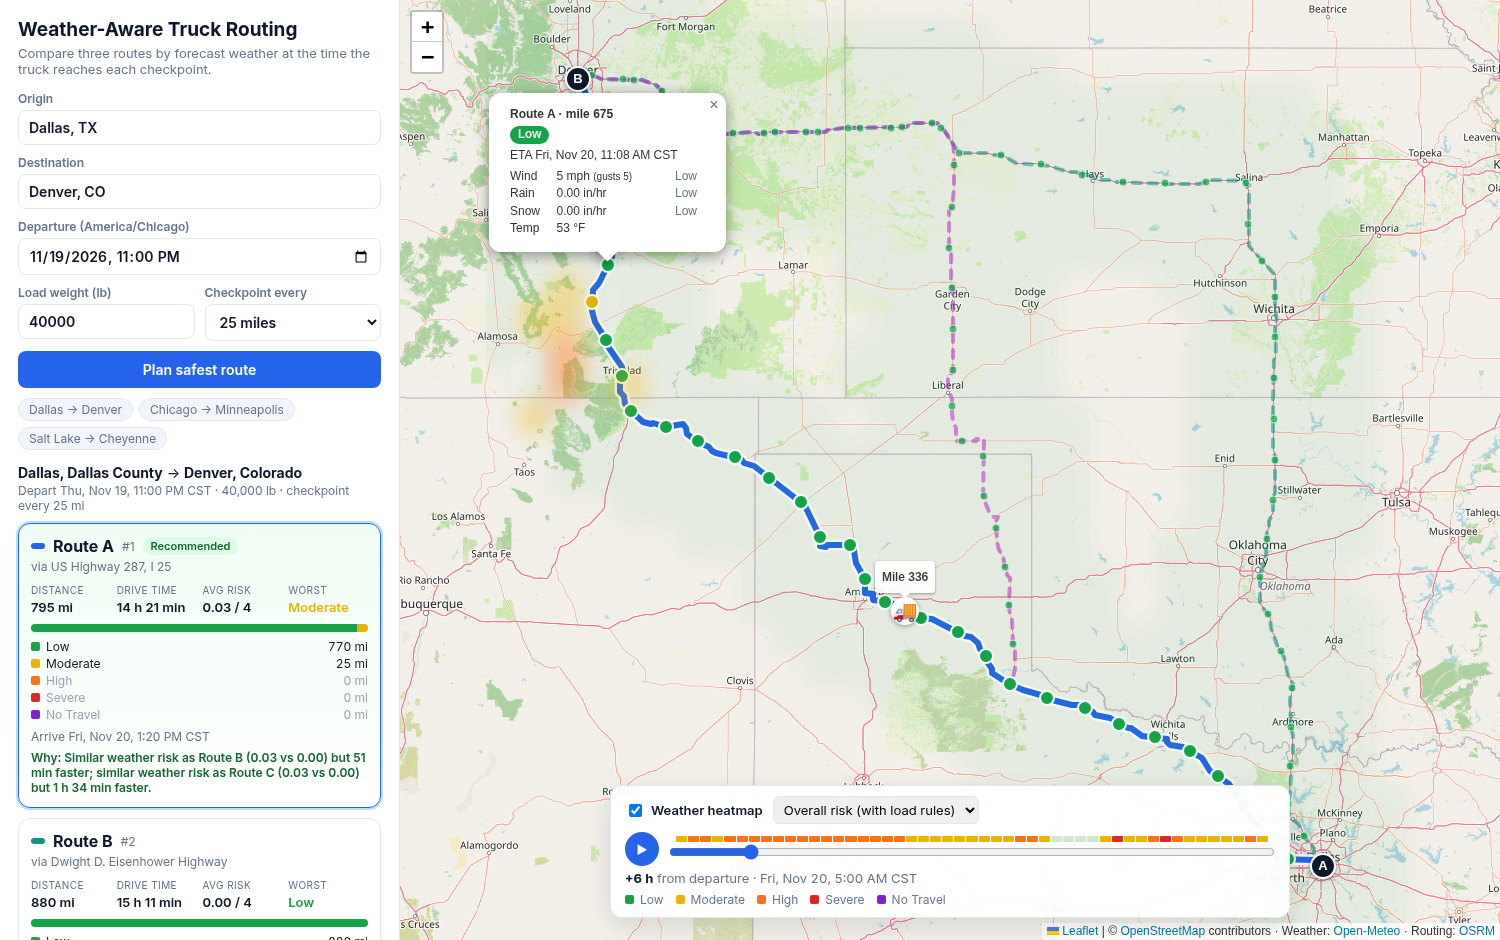 Weather-Aware Truck Routing
Compare three routes by forecast weather at the time the
truck reaches each checkpoint.
Origin
Dallas, TX
Destination
Denver, CO
Departure (America/Chicago)
11/19/2026, 11:00 PM
Load weight (lb)
Checkpoint every
40000
25 miles
Plan safest route
Dallas → Denver
Chicago → Minneapolis
Salt Lake → Cheyenne
Dallas, Dallas County → Denver, Colorado
Depart Thu, Nov 19, 11:00 PM CST · 40,000 lb · checkpoint
every 25 mi
Route A #1 Recommended
via US Highway 287, I 25
DISTANCE DRIVE TIME AVG RISK WORST
795 mi 14 h 21 min 0.03 / 4 Moderate
Low 770 mi
Moderate 25 mi
High 0 mi
Severe 0 mi
No Travel 0 mi
Arrive Fri, Nov 20, 1:20 PM CST
Why: Similar weather risk as Route B (0.03 vs 0.00) but 51
min faster; similar weather risk as Route C (0.03 vs 0.00)
but 1 h 34 min faster.
Route B #2
via Dwight D. Eisenhower Highway
DISTANCE DRIVE TIME AVG RISK WORST
880 mi 15 h 11 min 0.00 / 4 Low
+
−
Loveland
Fort Morgan
Boulder
B
Beatrice
Saint J
Route A · mile 675
×
Low
ETA Fri, Nov 20, 11:08 AM CST
Wind 5 mph (gusts 5) Low
Rain 0.00 in/hr Low
Snow 0.00 in/hr Low
Temp 53 °F
Aspen
Manhattan
Topeka
Hays
Salina
Emporia
Lamar
Garden
City
Dodge
City
Hutchinson
Wichita
Alamosa
Liberal
Bartlesville
Enid
Stillwater
Tulsa
Tahlequ
Muskogee
Taos
Los Alamos
Santa Fe
Rio Rancho
buquerque
Oklahoma
City
Oklahoma
Mile 336
Clovis
Lawton
Ada
Ardmore
Wichita
Alamogordo
s Cruces
McKinney
Plano
A
Tyler
Weather heatmap
Overall risk (with load rules)
+6 h from departure · Fri, Nov 20, 5:00 AM CST
Low Moderate High Severe No Travel
Leaflet | © OpenStreetMap contributors · Weather: Open-Meteo · Routing: OSRM